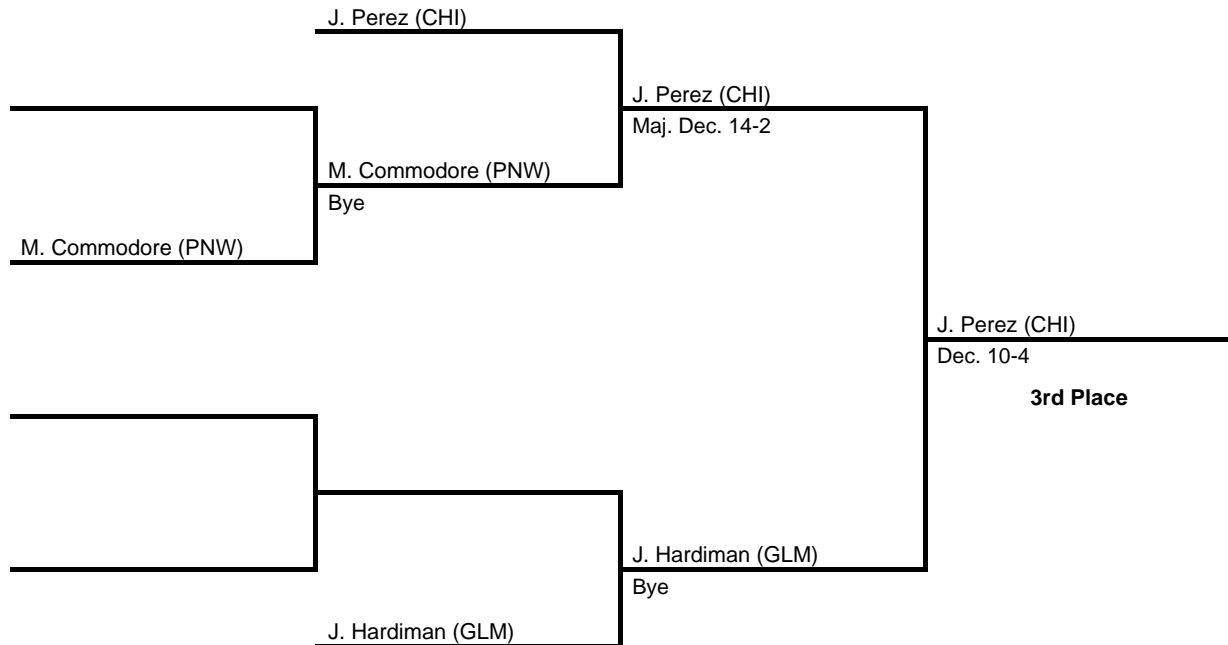 J. Perez (CHI)
J. Perez (CHI)
Maj. Dec. 14-2
M. Commodore (PNW)
Bye
M. Commodore (PNW)
J. Perez (CHI)
Dec. 10-4
3rd Place
J. Hardiman (GLM)
Bye
J. Hardiman (GLM)